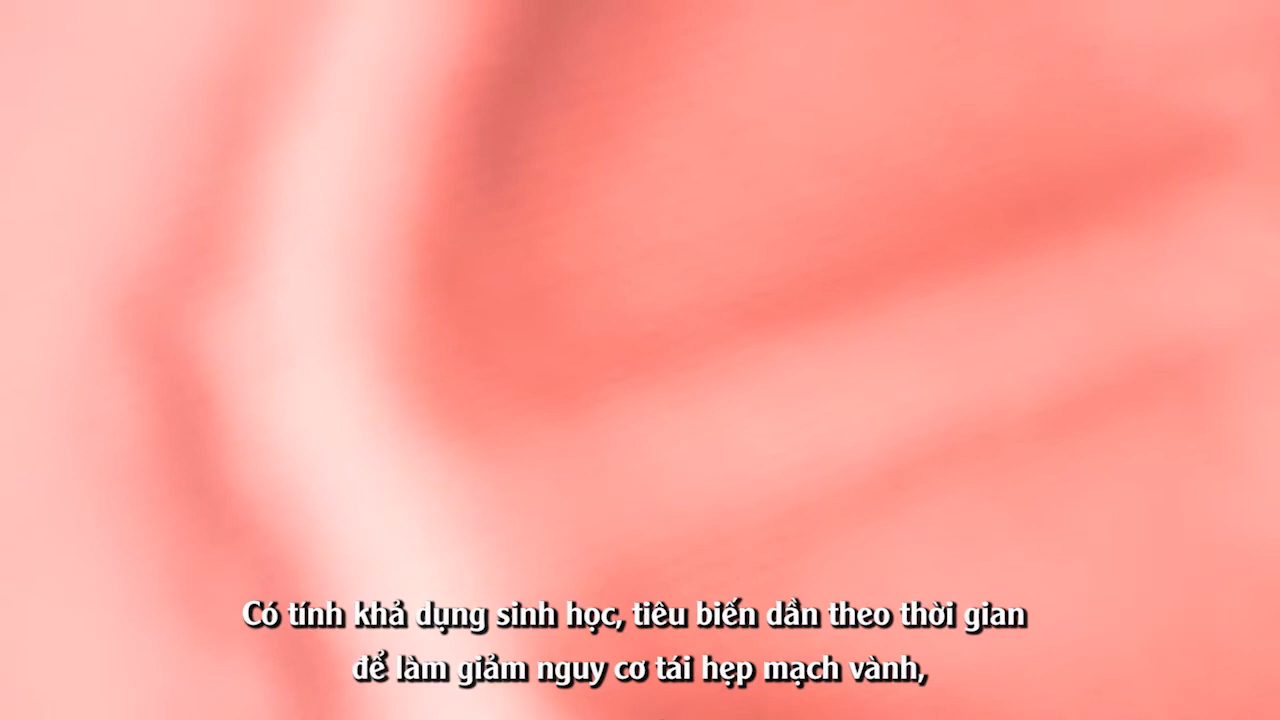 Có tính khả dụng sinh học, tiêu biến dần theo thời gian
để làm giảm nguy cơ tái hẹp mạch vành,